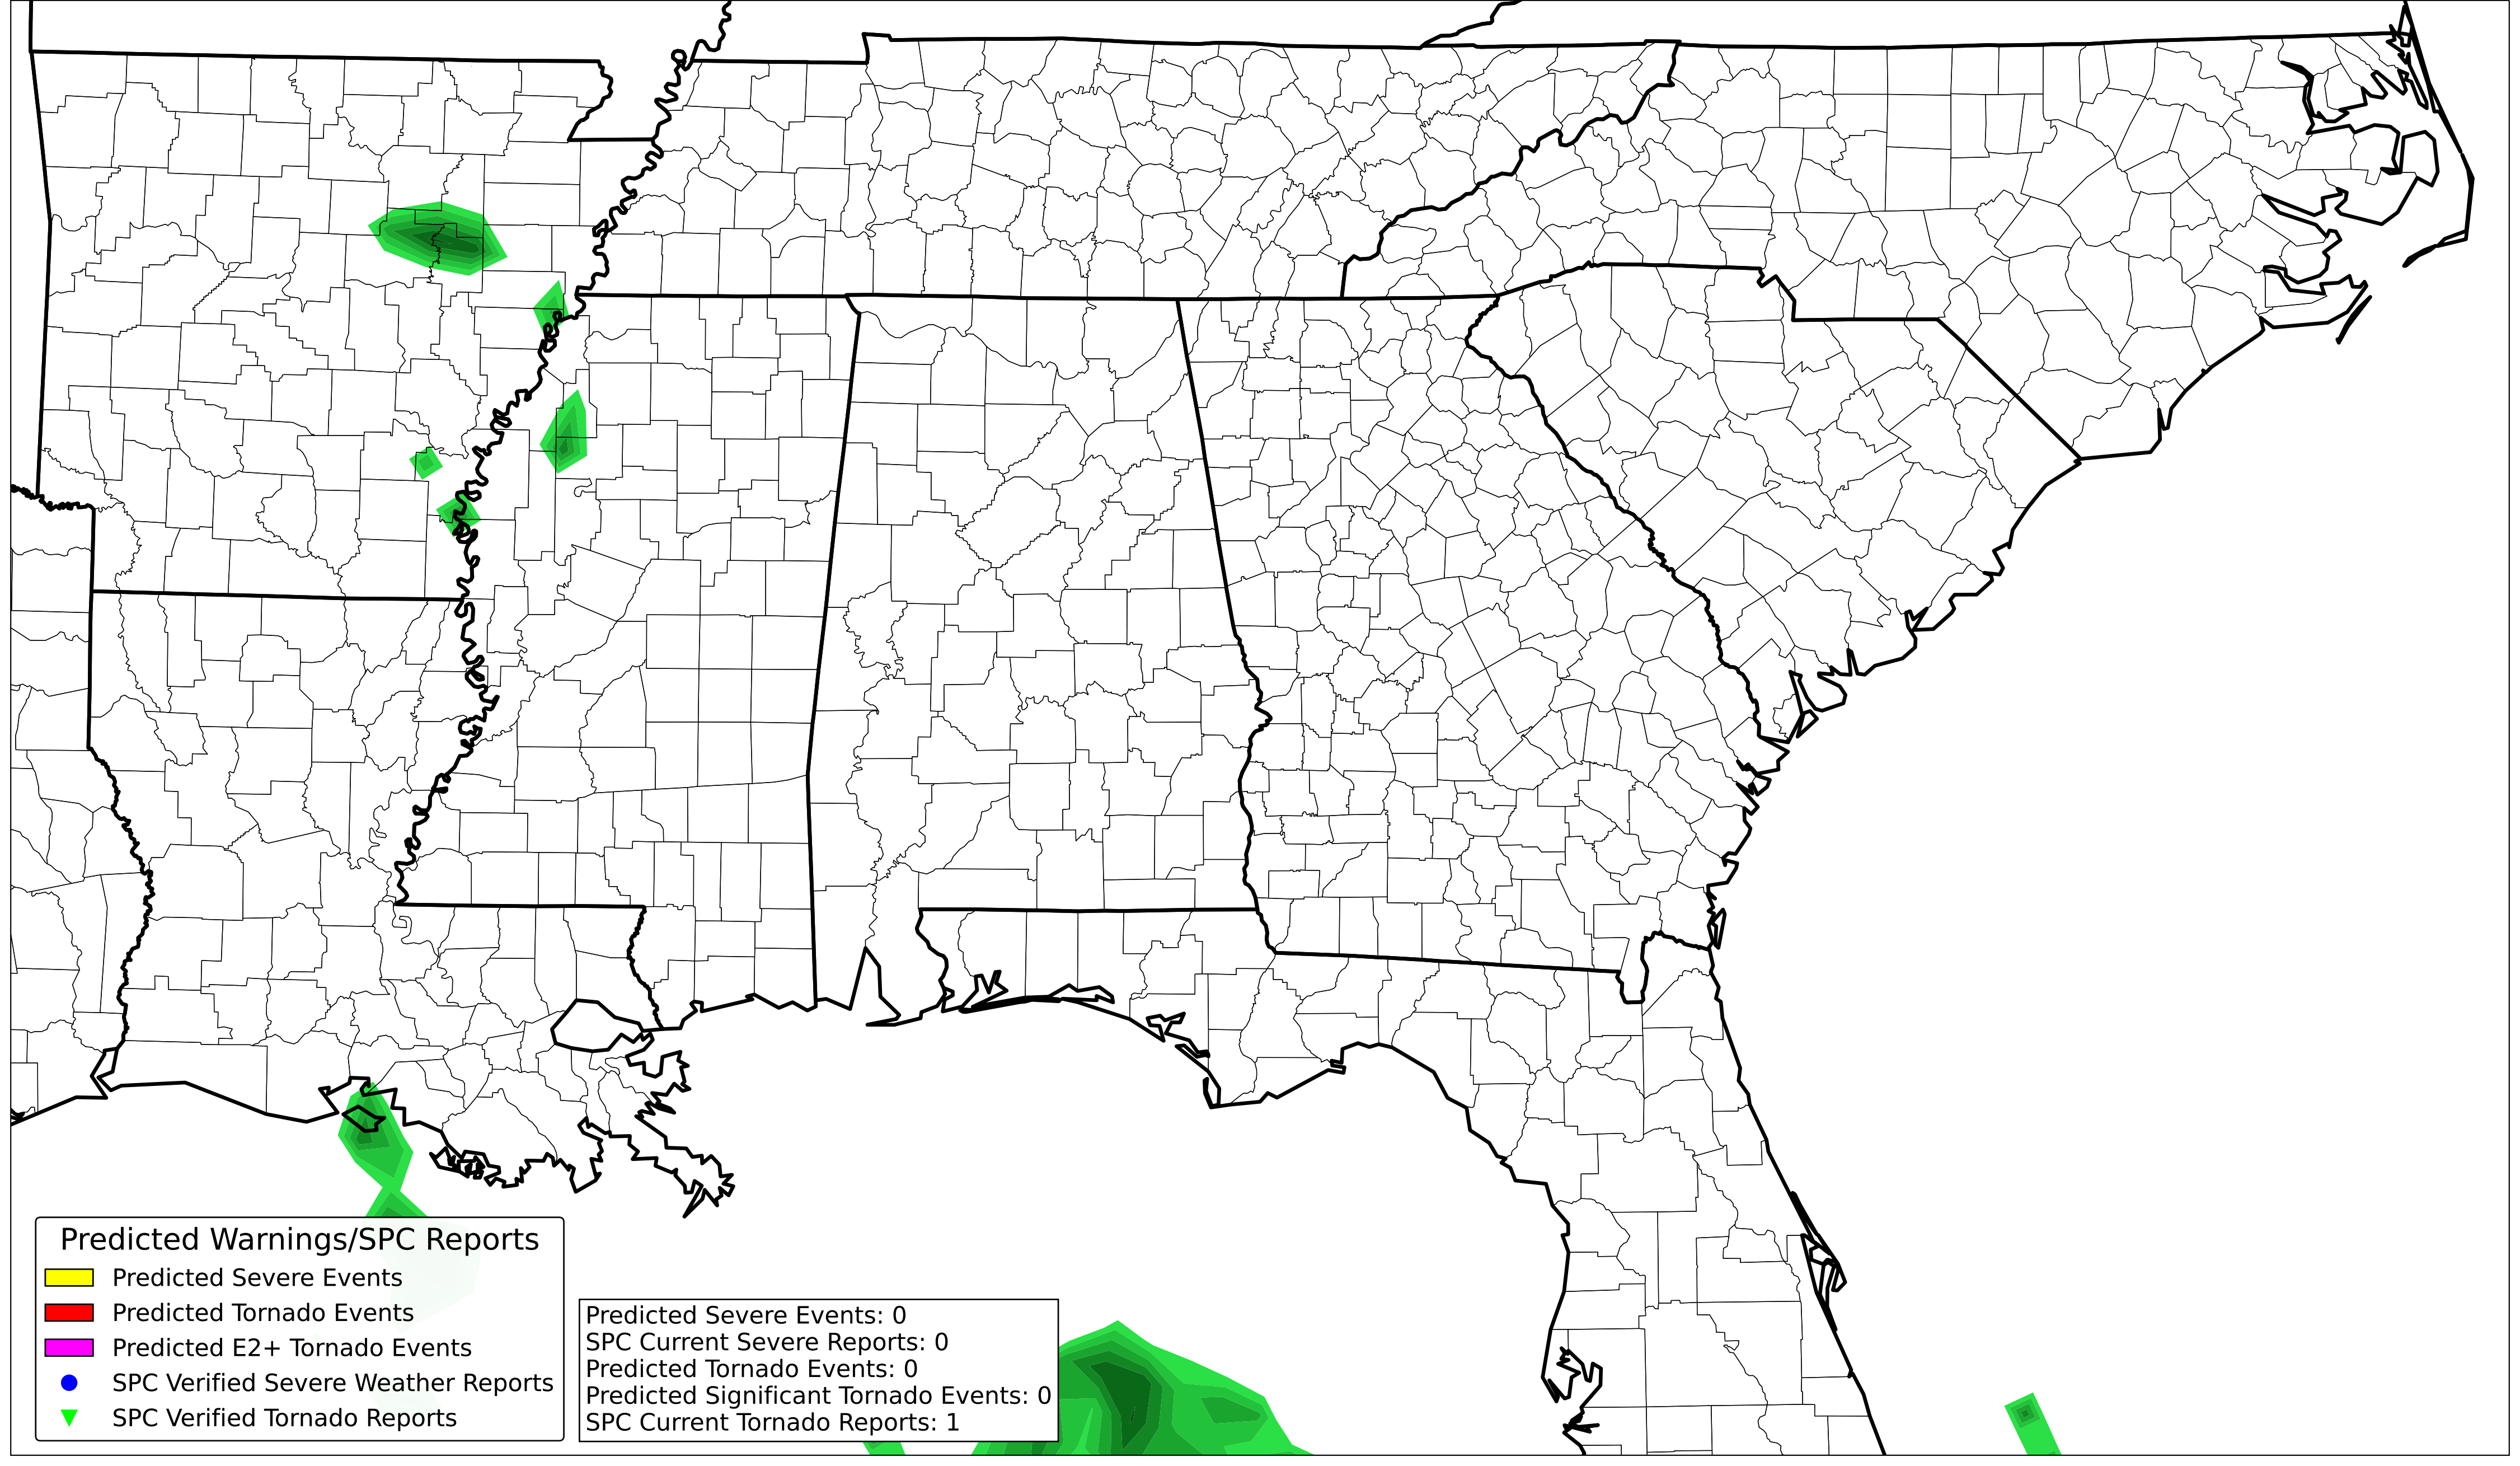 Predicted Warnings/SPC Reports
Predicted Severe Events
Predicted Tornado Events
Predicted E2+ Tornado Events
SPC Verified Severe Weather Reports
SPC Verified Tornado Reports
Predicted Severe Events: 0
SPC Current Severe Reports: 0
Predicted Tornado Events: 0
Predicted Significant Tornado Events: 0
SPC Current Tornado Reports: 1